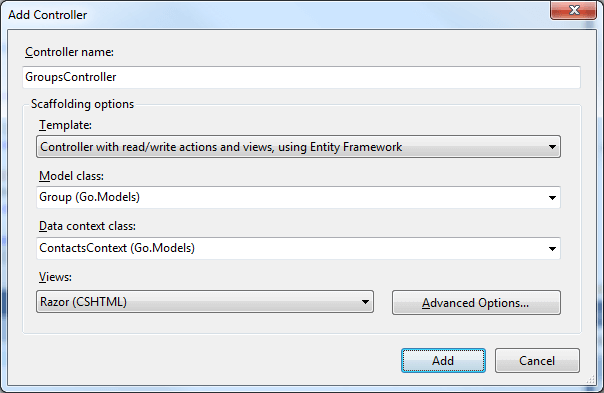 Add Controller
Controller name:
GroupsController
Scaffolding options
Template:
Controller with read/write actions and views, using Entity Framework
Model class:
Group (Go.Models)
Data context class:
ContactsContext (Go.Models)
Views:
Razor (CSHTML)
Advanced Options...
Add
Cancel